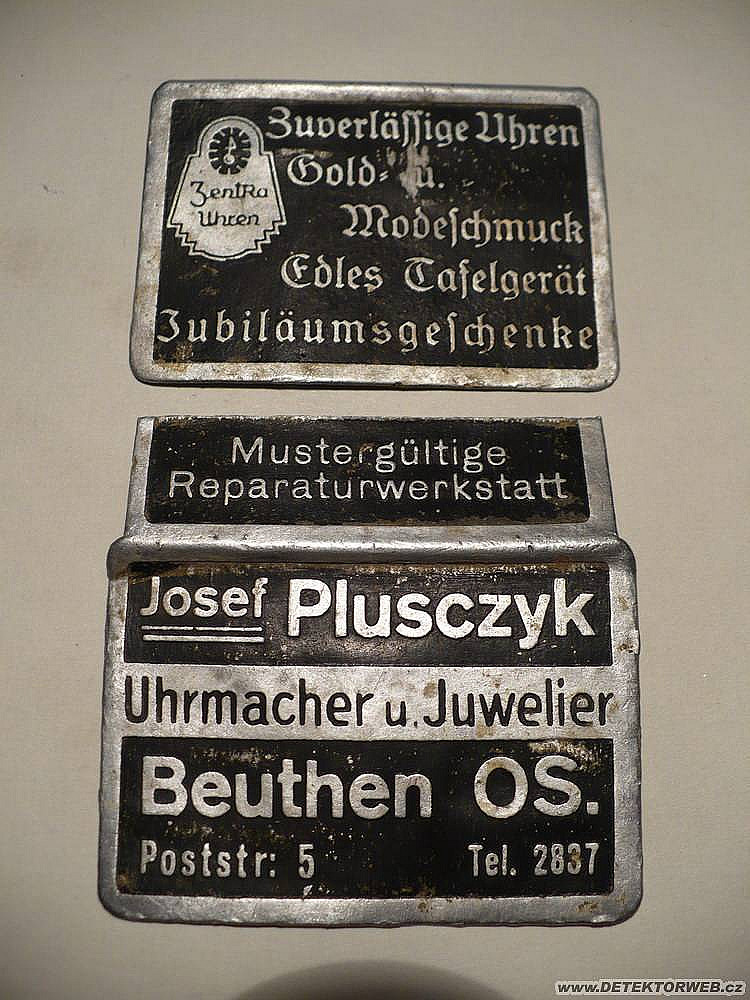 Zuverlässige Uhren
ZentRa
Uhren
Gold- u.
Modeschmuck
Edles Tafelgerät
Jubiläumsgeschenke
Mustergültige
Reparaturwerkstatt
Josef Plusczyk
Uhrmacher u. Juwelier
Beuthen OS.
Poststr: 5 Tel. 2837
www.DETEKTORWEB.cz